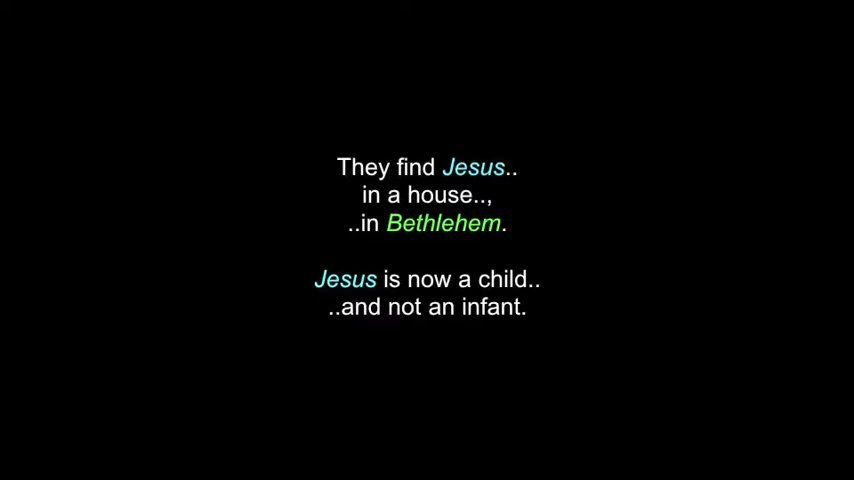 They find Jesus..
in a house..,
..in Bethlehem.
Jesus is now a child..
..and not an infant.